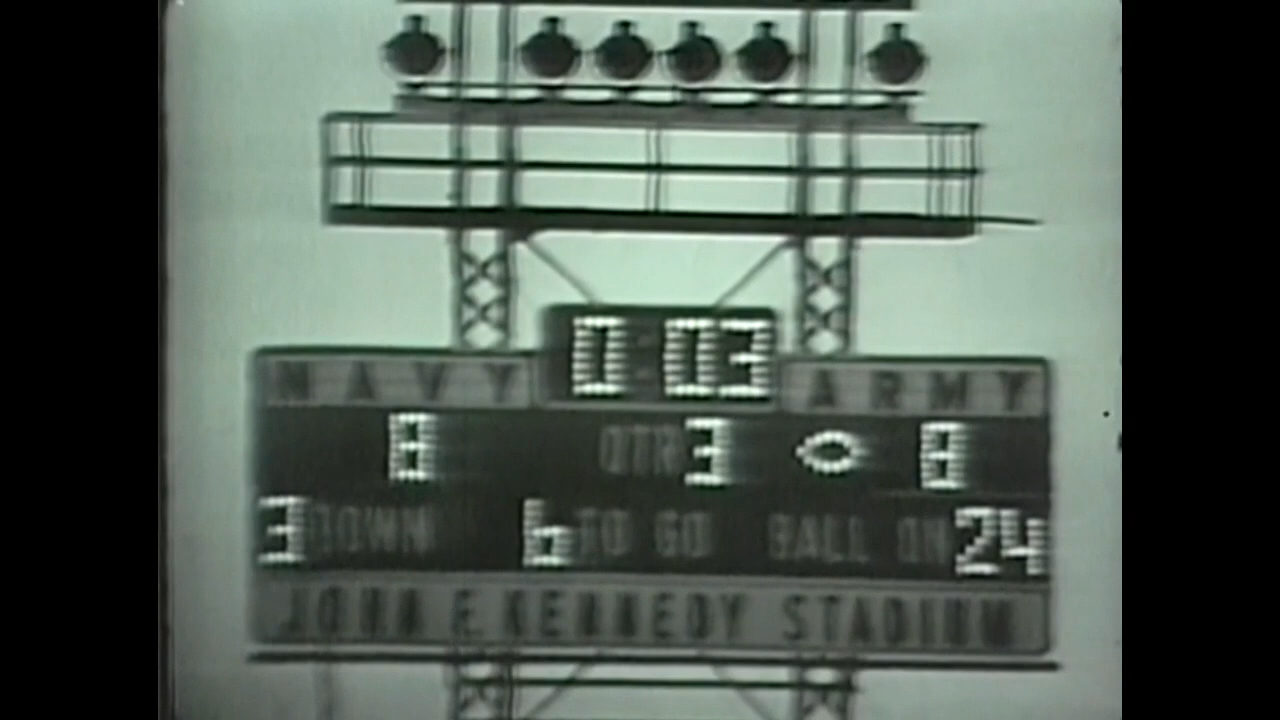 0:03
NAVY ARMY
8 QTR 3 8
3 DOWN 6 TO GO BALL ON 24
JOHN F. KENNEDY STADIUM